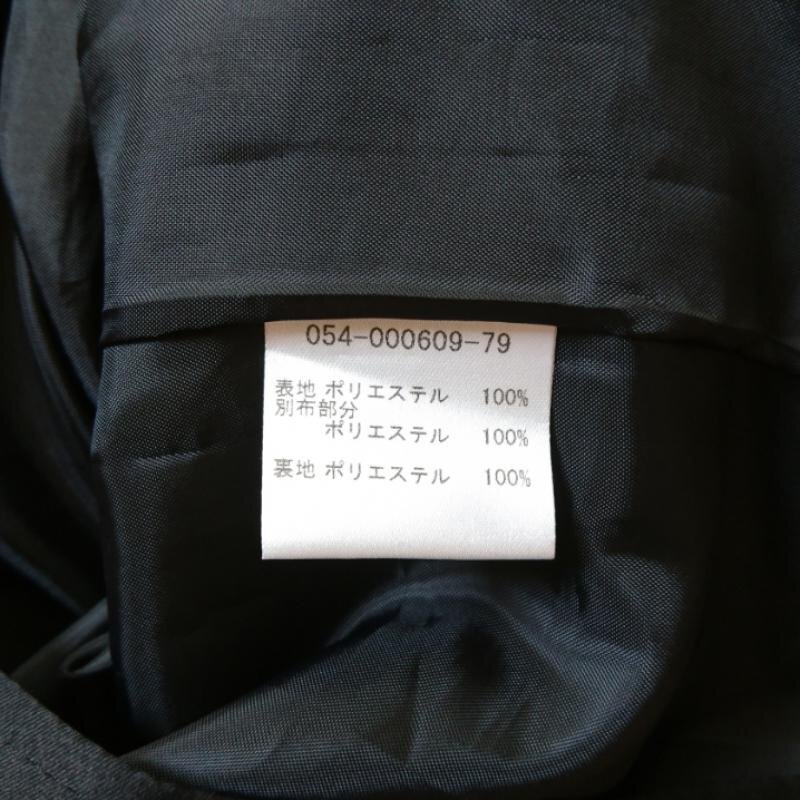 054-000609-79
表地 ポリエステル 100%
別布部分
ポリエステル 100%
裏地 ポリエステル 100%